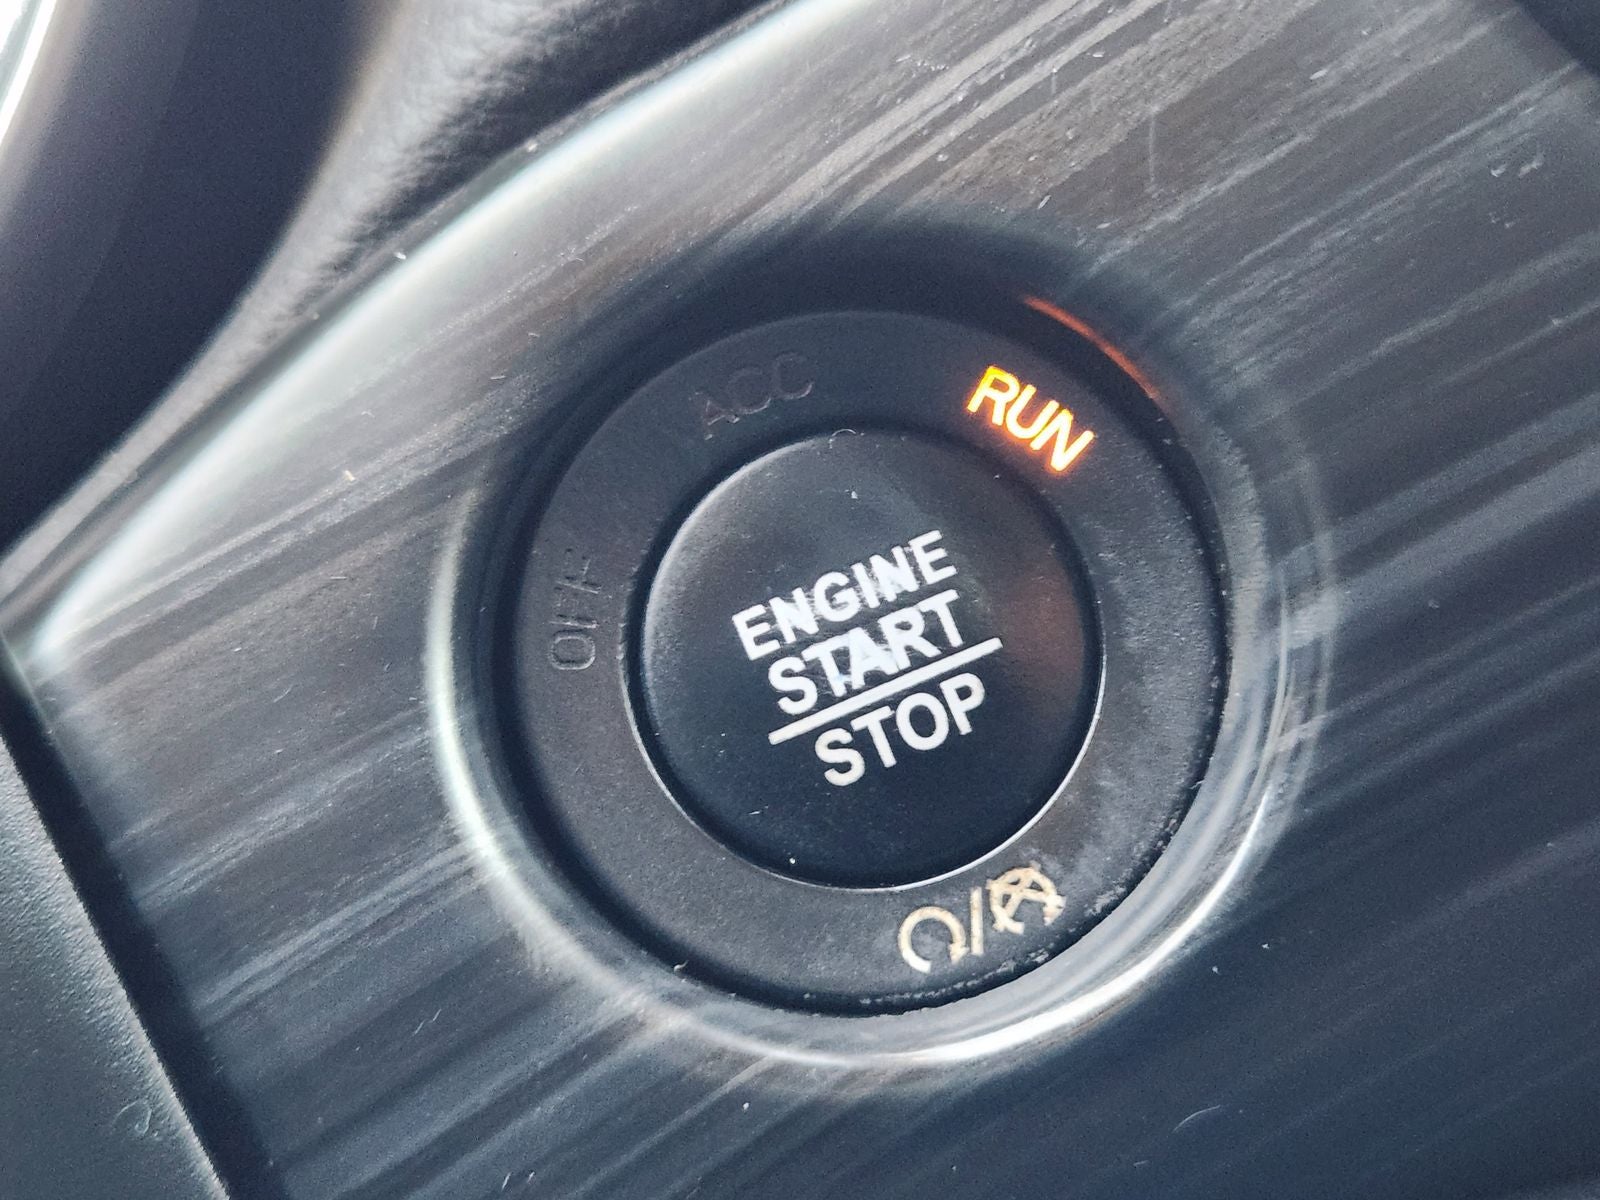 ACC
RUN
OFF
ENGINE
START
STOP